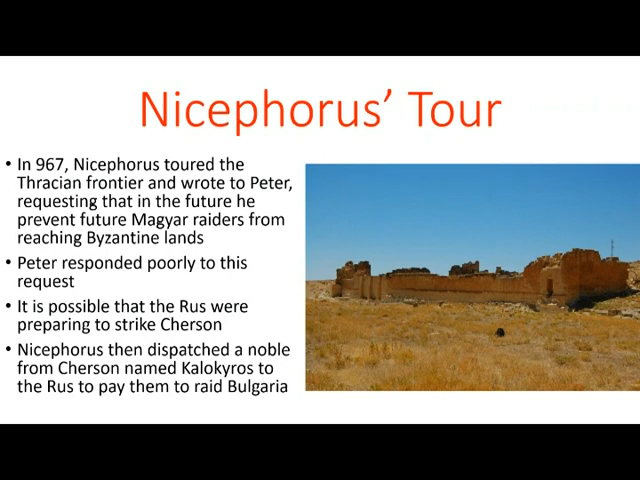 Nicephorus’ Tour
• In 967, Nicephorus toured the
Thracian frontier and wrote to Peter,
requesting that in the future he
prevent future Magyar raiders from
reaching Byzantine lands
• Peter responded poorly to this
request
• It is possible that the Rus were
preparing to strike Cherson
• Nicephorus then dispatched a noble
from Cherson named Kalokyros to
the Rus to pay them to raid Bulgaria